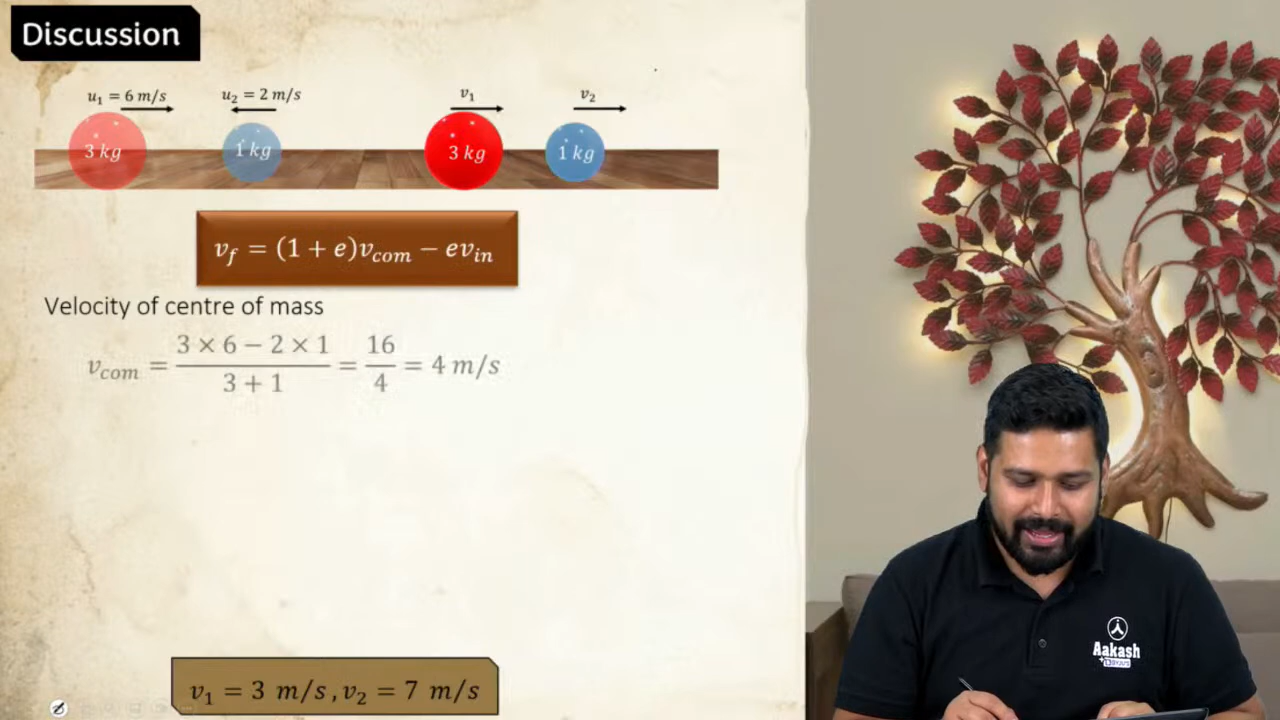 Discussion
u₁ = 6 m/s
u₂ = 2 m/s
v₁
v₂
3 kg
1 kg
3 kg
1 kg
v_f = (1 + e)v_com − ev_in
Velocity of centre of mass
v_com = (3 × 6 − 2 × 1)/(3 + 1) = 16/4 = 4 m/s
v₁ = 3 m/s, v₂ = 7 m/s
Aakash
BYJU'S